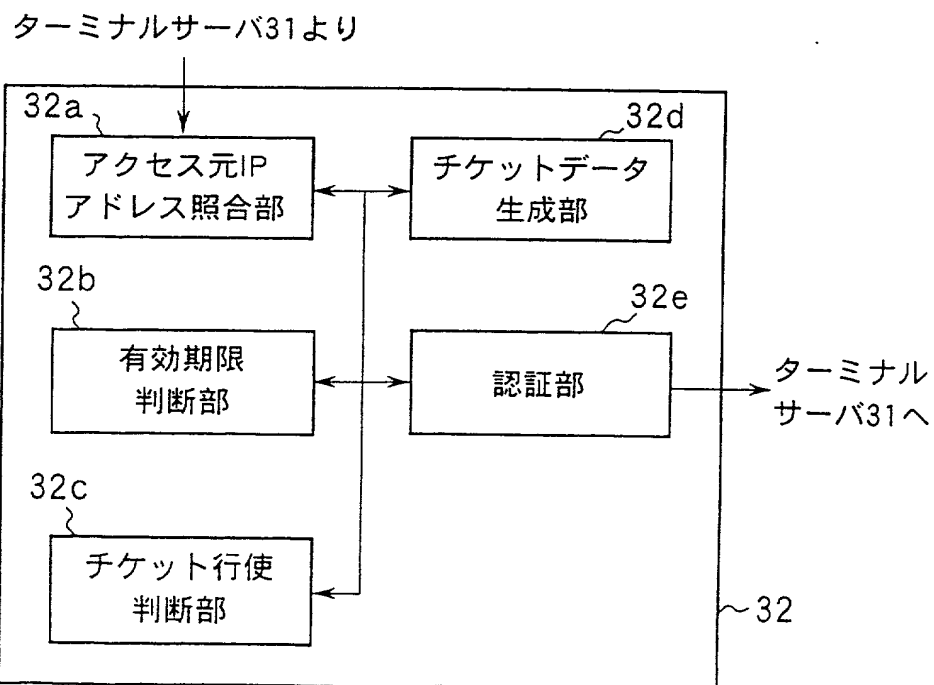 ターミナルサーバ31より
32a
アクセス元IP
アドレス照合部
32d
チケットデータ
生成部
32b
有効期限
判断部
32e
認証部
ターミナル
サーバ31へ
32c
チケット行使
判断部
32